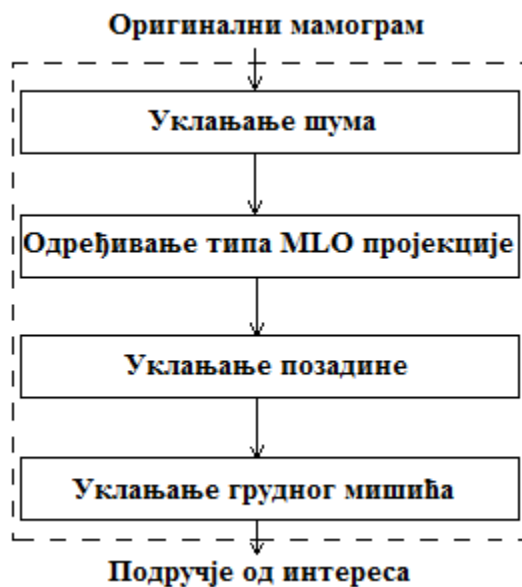 Оригинални мамограм
Уклањање шума
Одређивање типа MLO пројекције
Уклањање позадине
Уклањање грудног мишића
Подручје од интереса